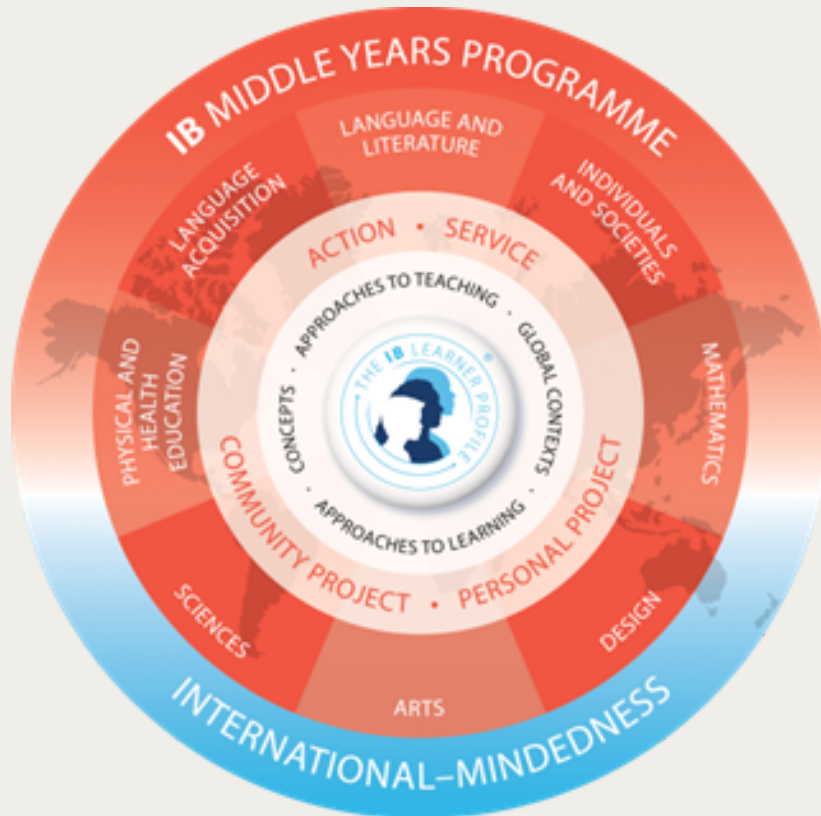 IB MIDDLE YEARS PROGRAMME
LANGUAGE AND
LITERATURE
INDIVIDUALS
AND SOCIETIES
MATHEMATICS
DESIGN
ARTS
SCIENCES
PHYSICAL AND
HEALTH
EDUCATION
LANGUAGE
ACQUISITION
ACTION • SERVICE
COMMUNITY PROJECT • PERSONAL PROJECT
APPROACHES TO TEACHING · GLOBAL CONTEXTS ·
CONCEPTS · APPROACHES TO LEARNING ·
THE IB LEARNER PROFILE ®
INTERNATIONAL–MINDEDNESS